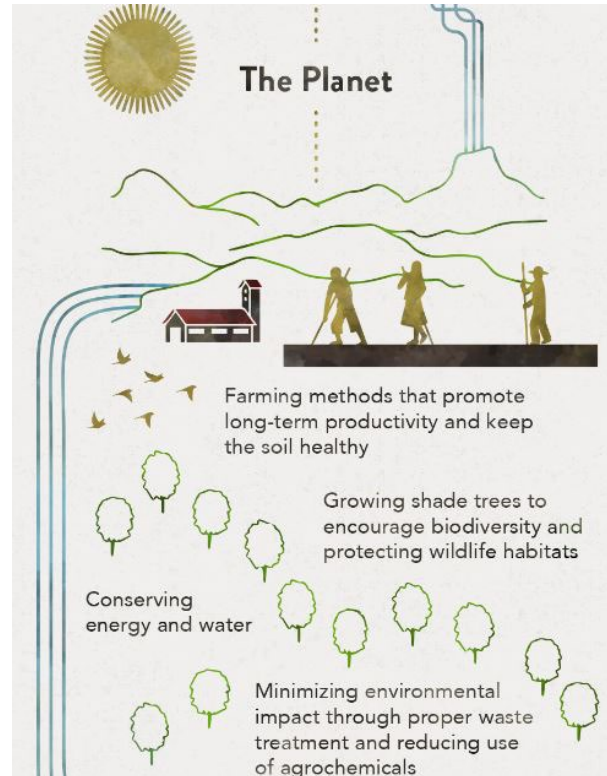 The Planet
Farming methods that promote
long-term productivity and keep
the soil healthy
Growing shade trees to
encourage biodiversity and
protecting wildlife habitats
Conserving
energy and water
Minimizing environmental
impact through proper waste
treatment and reducing use
of agrochemicals